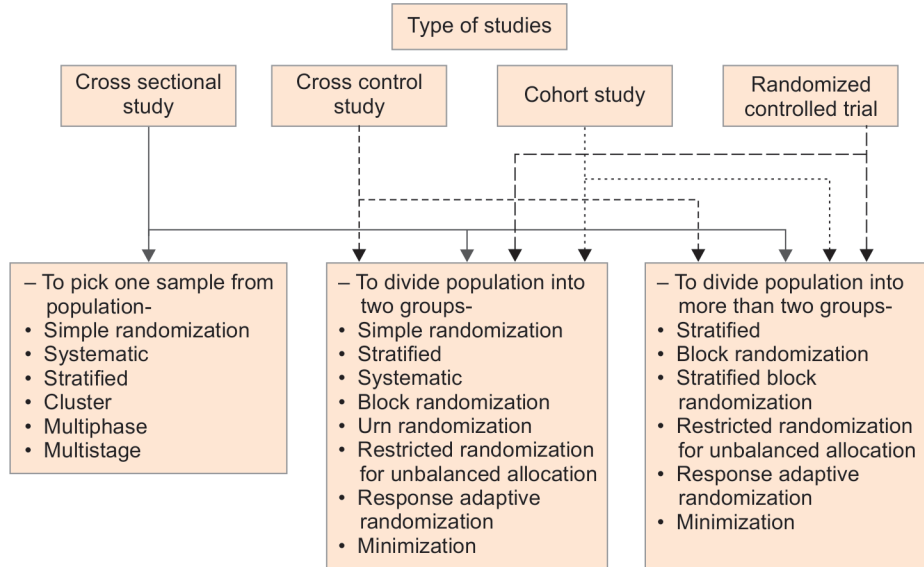 Type of studies
Cross sectional
study
Cross control
study
Cohort study
Randomized
controlled trial
– To pick one sample from
population-
• Simple randomization
• Systematic
• Stratified
• Cluster
• Multiphase
• Multistage
– To divide population into
two groups-
• Simple randomization
• Stratified
• Systematic
• Block randomization
• Urn randomization
• Restricted randomization
for unbalanced allocation
• Response adaptive
randomization
• Minimization
– To divide population into
more than two groups-
• Stratified
• Block randomization
• Stratified block
randomization
• Restricted randomization
for unbalanced allocation
• Response adaptive
randomization
• Minimization